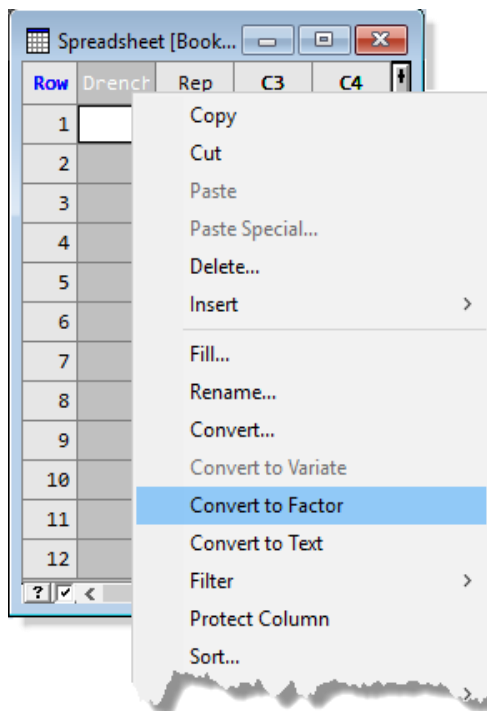 Spreadsheet [Book...
Row Drench Rep C3 C4
1
2
3
4
5
6
7
8
9
10
11
12
?
Copy
Cut
Paste
Paste Special...
Delete...
Insert
Fill...
Rename...
Convert...
Convert to Variate
Convert to Factor
Convert to Text
Filter
Protect Column
Sort...